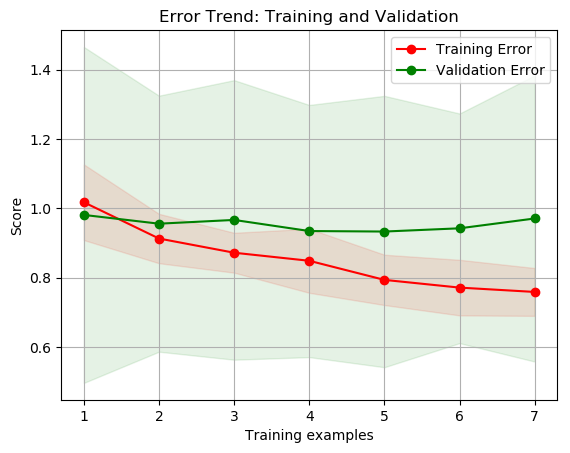 Error Trend: Training and Validation
Training Error
Validation Error
Score
1.4
1.2
1.0
0.8
0.6
1 2 3 4 5 6 7
Training examples